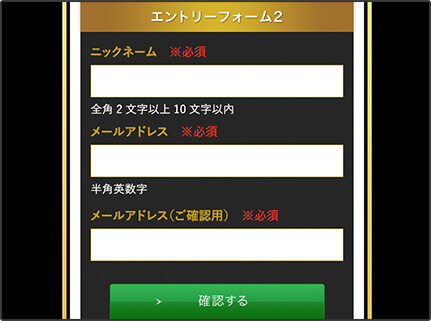 エントリーフォーム2
ニックネーム ※必須
全角2文字以上10文字以内
メールアドレス ※必須
半角英数字
メールアドレス(ご確認用) ※必須
> 確認する